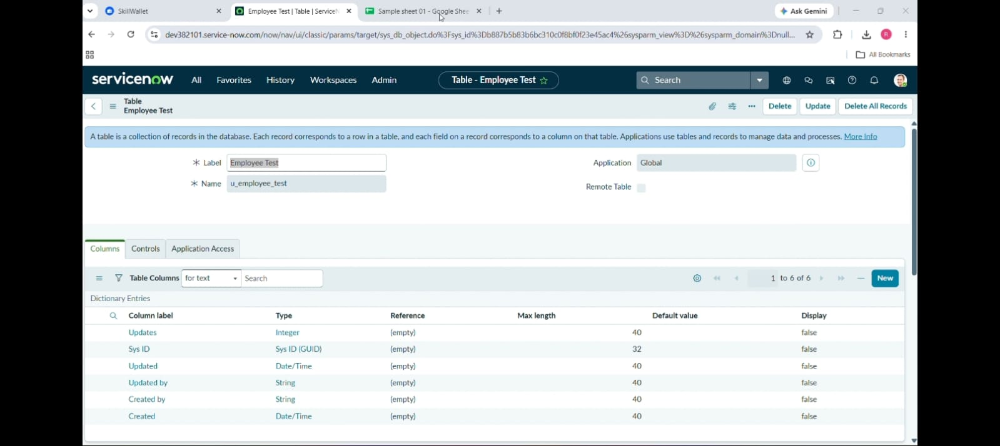 SkillWallet
Employee Test | Table | ServiceN
Sample sheet 01 - Google Shee
Ask Gemini
dev382101.service-now.com/now/nav/ui/classic/params/target/sys_db_object.do%3Fsys_id%3Db887b5b83b6bc310c0f8bf0f23e45ac4%26sysparm_view%3D%26sysparm_domain%3Dnull...
R
All Bookmarks
servicenow
All
Favorites
History
Workspaces
Admin
Table - Employee Test
Search
Table
Employee Test
Delete
Update
Delete All Records
A table is a collection of records in the database. Each record corresponds to a row in a table, and each field on a record corresponds to a column on that table. Applications use tables and records to manage data and processes. More Info
* Label Employee Test
Application Global
* Name u_employee_test
Remote Table
Columns
Controls
Application Access
Table Columns for text Search
1 to 6 of 6
New
Dictionary Entries
Column label Type Reference Max length Default value Display
Updates Integer (empty) 40 false
Sys ID Sys ID (GUID) (empty) 32 false
Updated Date/Time (empty) 40 false
Updated by String (empty) 40 false
Created by String (empty) 40 false
Created Date/Time (empty) 40 false